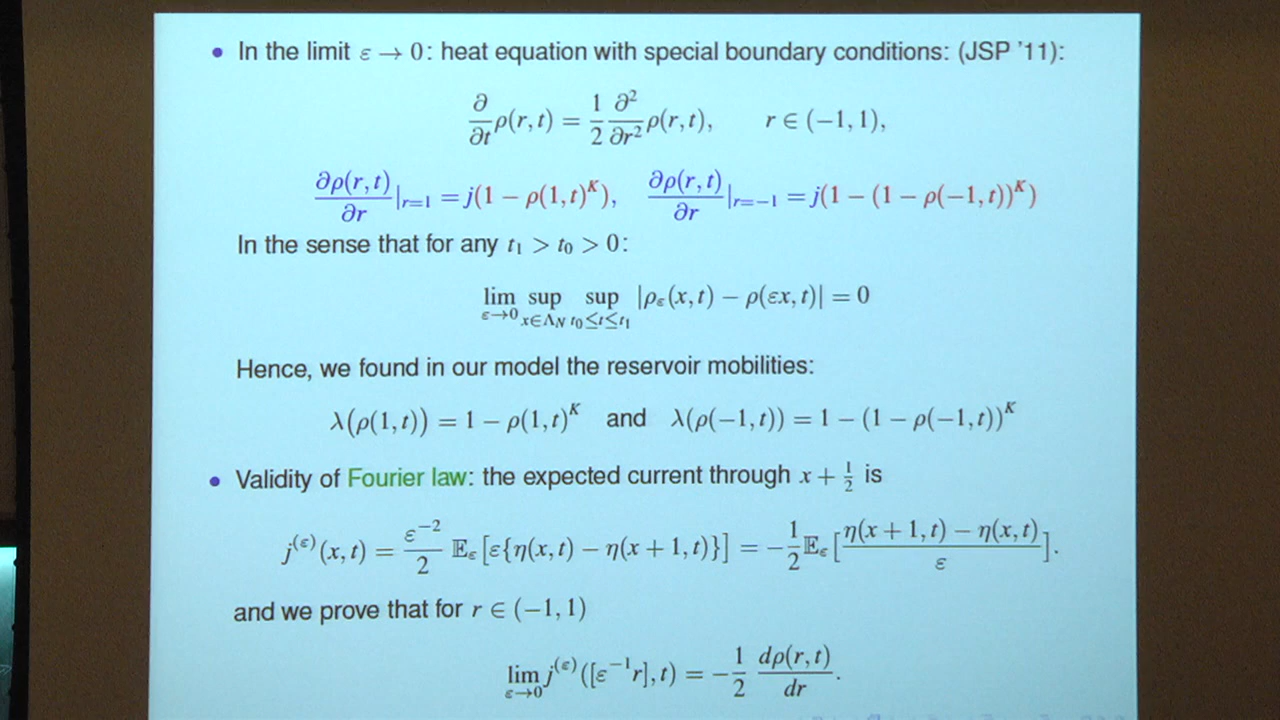 • In the limit ε → 0: heat equation with special boundary conditions: (JSP '11):
∂/∂t ρ(r, t) = 1/2 ∂²/∂r² ρ(r, t), r ∈ (−1, 1),
∂ρ(r, t)/∂r |r=1 = j(1 − ρ(1, t)^K), ∂ρ(r, t)/∂r |r=−1 = j(1 − (1 − ρ(−1, t))^K)
In the sense that for any t₁ > t₀ > 0:
lim_{ε→0} sup_{x∈Λ_N} sup_{t₀≤t≤t₁} |ρ_ε(x, t) − ρ(εx, t)| = 0
Hence, we found in our model the reservoir mobilities:
λ(ρ(1, t)) = 1 − ρ(1, t)^K and λ(ρ(−1, t)) = 1 − (1 − ρ(−1, t))^K
• Validity of Fourier law: the expected current through x + 1/2 is
j^(ε)(x, t) = ε^−2/2 𝔼_ε[ε{η(x, t) − η(x + 1, t)}] = −1/2 𝔼_ε[η(x + 1, t) − η(x, t)/ε].
and we prove that for r ∈ (−1, 1)
lim_{ε→0} j^(ε)([ε^−1 r], t) = −1/2 dρ(r, t)/dr.